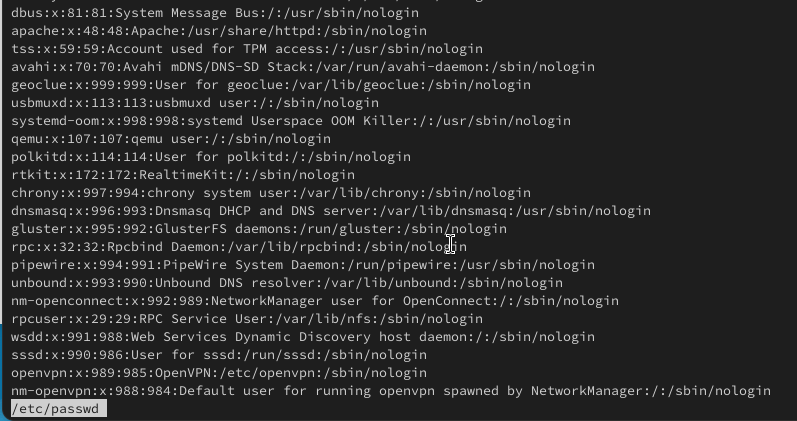 dbus:x:81:81:System Message Bus:/:/usr/sbin/nologin
apache:x:48:48:Apache:/usr/share/httpd:/sbin/nologin
tss:x:59:59:Account used for TPM access:/:/usr/sbin/nologin
avahi:x:70:70:Avahi mDNS/DNS-SD Stack:/var/run/avahi-daemon:/sbin/nologin
geoclue:x:999:999:User for geoclue:/var/lib/geoclue:/sbin/nologin
usbmuxd:x:113:113:usbmuxd user:/:/sbin/nologin
systemd-oom:x:998:998:systemd Userspace OOM Killer:/:/usr/sbin/nologin
qemu:x:107:107:qemu user:/:/sbin/nologin
polkitd:x:114:114:User for polkitd:/:/sbin/nologin
rtkit:x:172:172:RealtimeKit:/:/sbin/nologin
chrony:x:997:994:chrony system user:/var/lib/chrony:/sbin/nologin
dnsmasq:x:996:993:Dnsmasq DHCP and DNS server:/var/lib/dnsmasq:/usr/sbin/nologin
gluster:x:995:992:GlusterFS daemons:/run/gluster:/sbin/nologin
rpc:x:32:32:Rpcbind Daemon:/var/lib/rpcbind:/sbin/nologin
pipewire:x:994:991:PipeWire System Daemon:/run/pipewire:/usr/sbin/nologin
unbound:x:993:990:Unbound DNS resolver:/var/lib/unbound:/sbin/nologin
nm-openconnect:x:992:989:NetworkManager user for OpenConnect:/:/sbin/nologin
rpcuser:x:29:29:RPC Service User:/var/lib/nfs:/sbin/nologin
wsdd:x:991:988:Web Services Dynamic Discovery host daemon:/:/sbin/nologin
sssd:x:990:986:User for sssd:/run/sssd:/sbin/nologin
openvpn:x:989:985:OpenVPN:/etc/openvpn:/sbin/nologin
nm-openvpn:x:988:984:Default user for running openvpn spawned by NetworkManager:/:/sbin/nologin
/etc/passwd